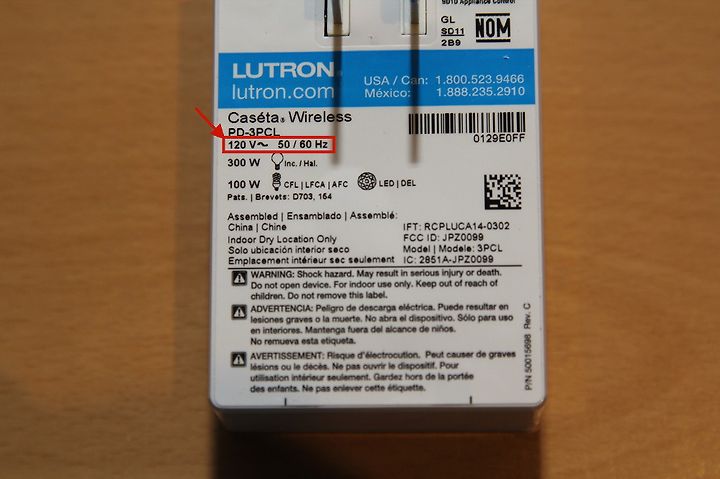 9D10 Appliance Control
GL
SD11
2B9
NOM
LUTRON®
lutron.com
USA / Can: 1.800.523.9466
México: 1.888.235.2910
Caséta® Wireless
PD-3PCL
120 V~ 50 / 60 Hz
0129E0FF
300 W Inc. / Hal.
100 W CFL | LFCA | AFC LED | DEL
Pats. | Brevets: D703, 164
Assembled | Ensamblado | Assemblé:
China | Chine
Indoor Dry Location Only
Solo ubicación interior seco
Emplacement intérieur sec seulement
IFT: RCPLUCA14-0302
FCC ID: JPZ0099
Model | Modelo: 3PCL
IC: 2851A-JPZ0099
WARNING: Shock hazard. May result in serious injury or death.
Do not open device. For indoor use only. Keep out of reach of
children. Do not remove this label.
ADVERTENCIA: Peligro de descarga eléctrica. Puede resultar en
lesiones graves o la muerte. No abra el dispositivo. Sólo para uso
en interiores. Mantenga fuera del alcance de niños.
No remueva esta etiqueta.
AVERTISSEMENT: Risque d'électrocution. Peut causer de graves
lésions ou le décès. Ne pas ouvrir le dispositif. Pour
utilisation intérieur seulement. Gardez hors de la portée
des enfants. Ne pas enlever cette étiquette.
P/N 50015698 Rev. C